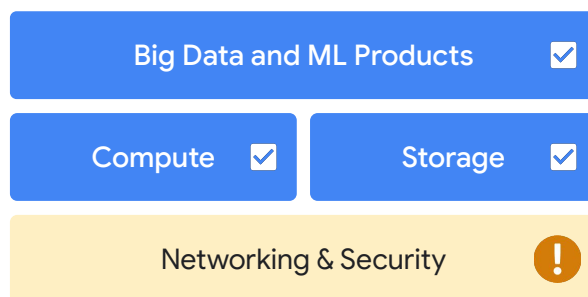 Big Data and ML Products
Compute
Storage
Networking & Security